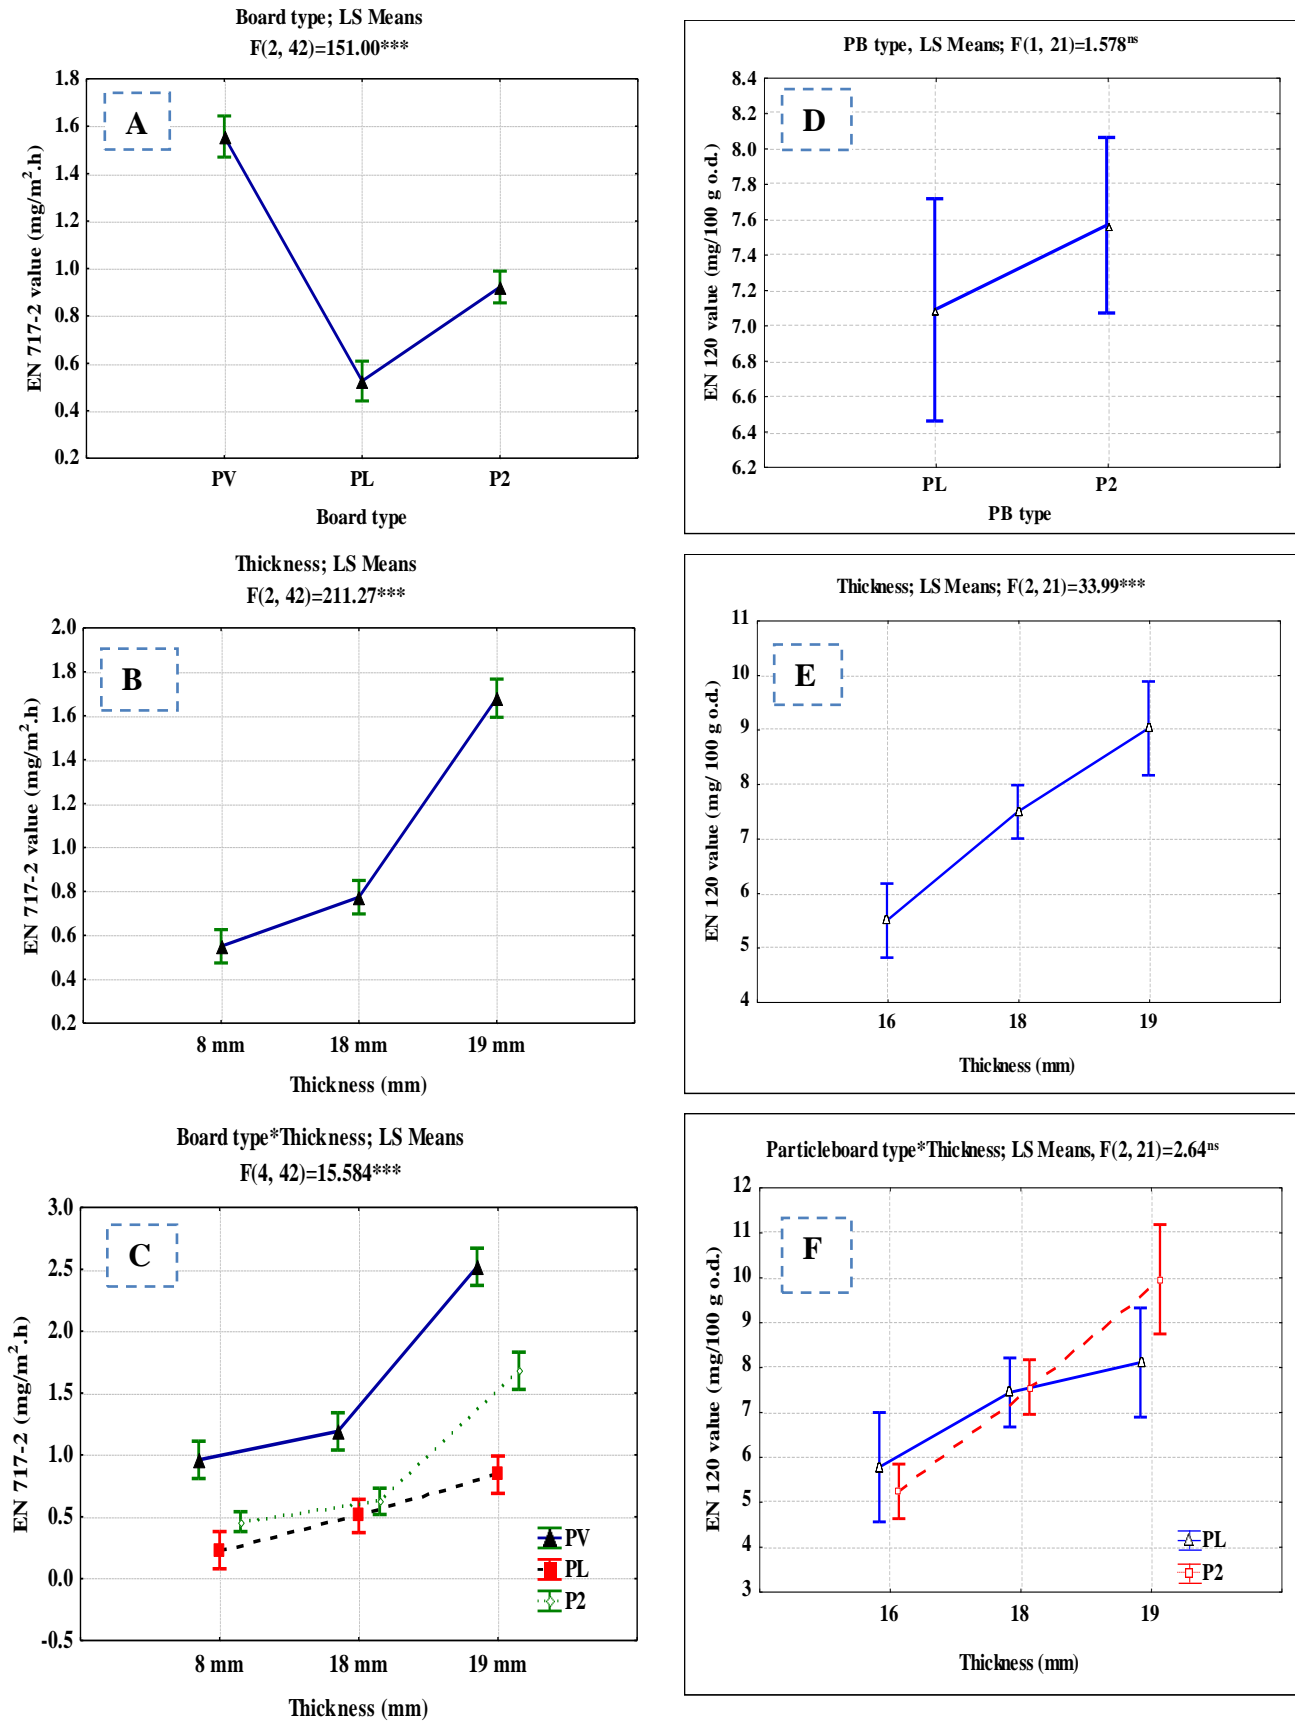 Board type; LS Means
F(2, 42)=151.00***
A
EN 717-2 value (mg/m².h)
1.8
1.6
1.4
1.2
1.0
0.8
0.6
0.4
0.2
PV PL P2
Board type
PB type, LS Means; F(1, 21)=1.578ⁿˢ
D
EN 120 value (mg/100 g o.d.)
8.4
8.2
8.0
7.8
7.6
7.4
7.2
7.0
6.8
6.6
6.4
6.2
PL P2
PB type
Thickness; LS Means
F(2, 42)=211.27***
B
EN 717-2 value (mg/m².h)
2.0
1.8
1.6
1.4
1.2
1.0
0.8
0.6
0.4
0.2
8 mm 18 mm 19 mm
Thickness (mm)
Thickness; LS Means; F(2, 21)=33.99***
E
EN 120 value (mg/ 100 g o.d.)
11
10
9
8
7
6
5
4
16 18 19
Thickness (mm)
Board type*Thickness; LS Means
F(4, 42)=15.584***
C
EN 717-2 (mg/m².h)
3.0
2.5
2.0
1.5
1.0
0.5
0.0
-0.5
PV
PL
P2
8 mm 18 mm 19 mm
Thickness (mm)
Particleboard type*Thickness; LS Means, F(2, 21)=2.64ⁿˢ
F
EN 120 value (mg/100 g o.d.)
12
11
10
9
8
7
6
5
4
3
PL
P2
16 18 19
Thickness (mm)